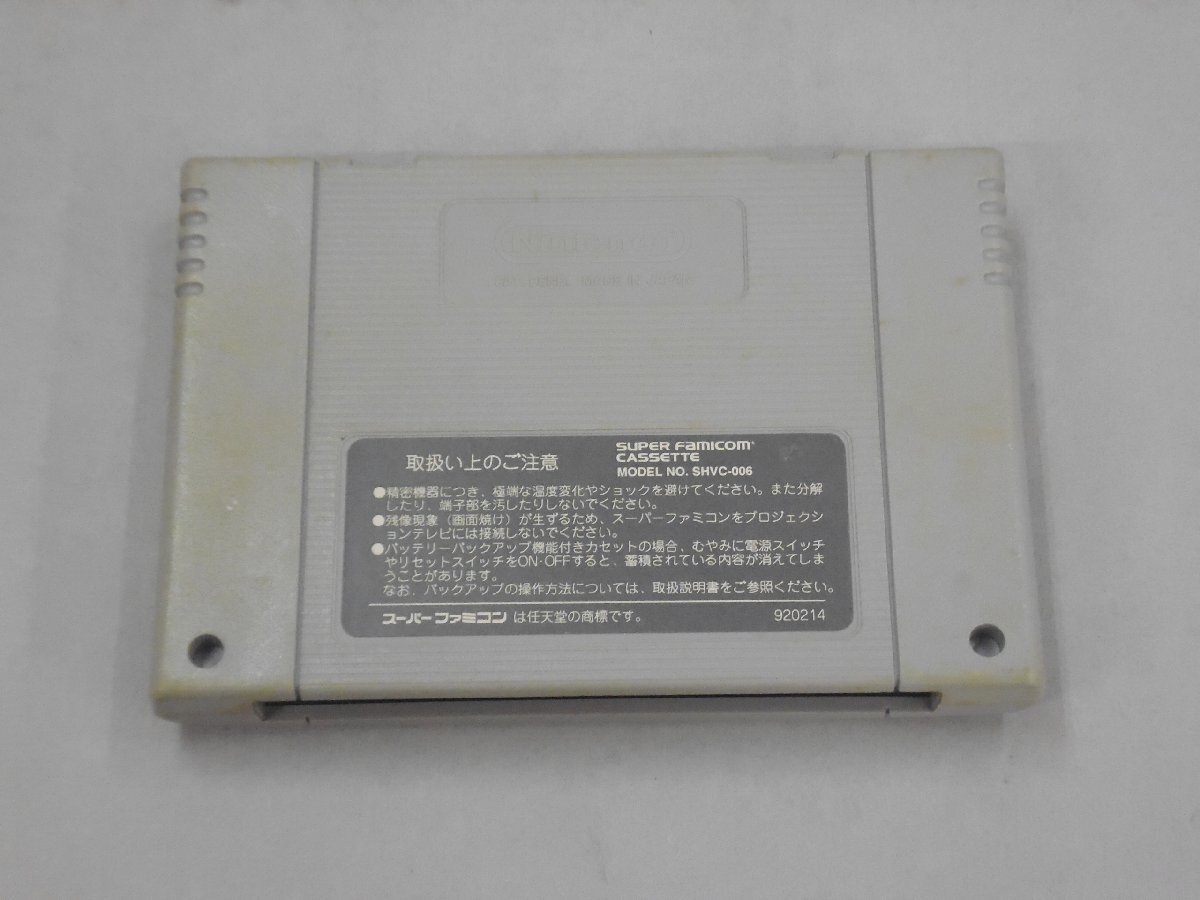 Nintendo
取扱い上のご注意
SUPER FAMICOM
CASSETTE
MODEL NO. SHVC-006
●精密機器につき、極端な温度変化やショックを避けてください。また分解
したり、端子部を汚したりしないでください。
●残像現象（画面焼け）が生ずるため、スーパーファミコンをプロジェクシ
ョンテレビには接続しないでください。
●バッテリーバックアップ機能付きカセットの場合、むやみに電源スイッチ
やリセットスイッチをON・OFFすると、蓄積されている内容が消えてしま
うことがあります。
なお、バックアップの操作方法については、取扱説明書をご参照ください。
スーパーファミコン は任天堂の商標です。
920214